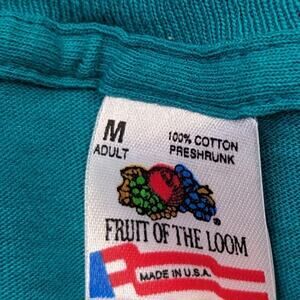 M
ADULT
100% COTTON
PRESHRUNK
®
FRUIT OF THE LOOM
MADE IN U.S.A.